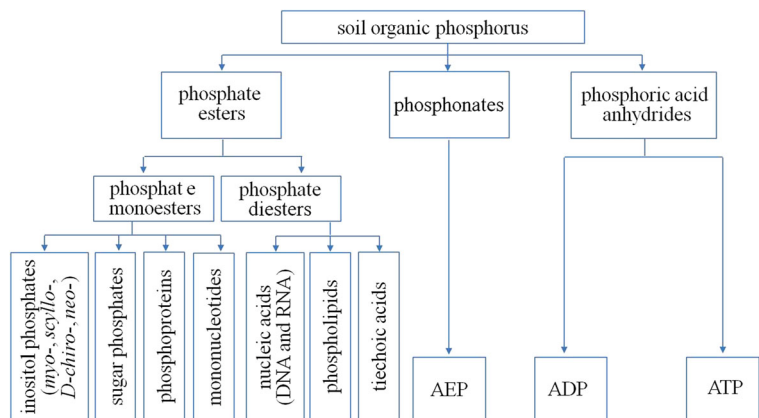 soil organic phosphorus
phosphate
esters
phosphonates
phosphoric acid
anhydrides
phosphat e
monoesters
phosphate
diesters
inositol phosphates
(myo-, scyllo-,
D-chiro-, neo-)
sugar phosphates
phosphoproteins
mononucleotides
nucleic acids
(DNA and RNA)
phospholipids
tiechoic acids
AEP
ADP
ATP